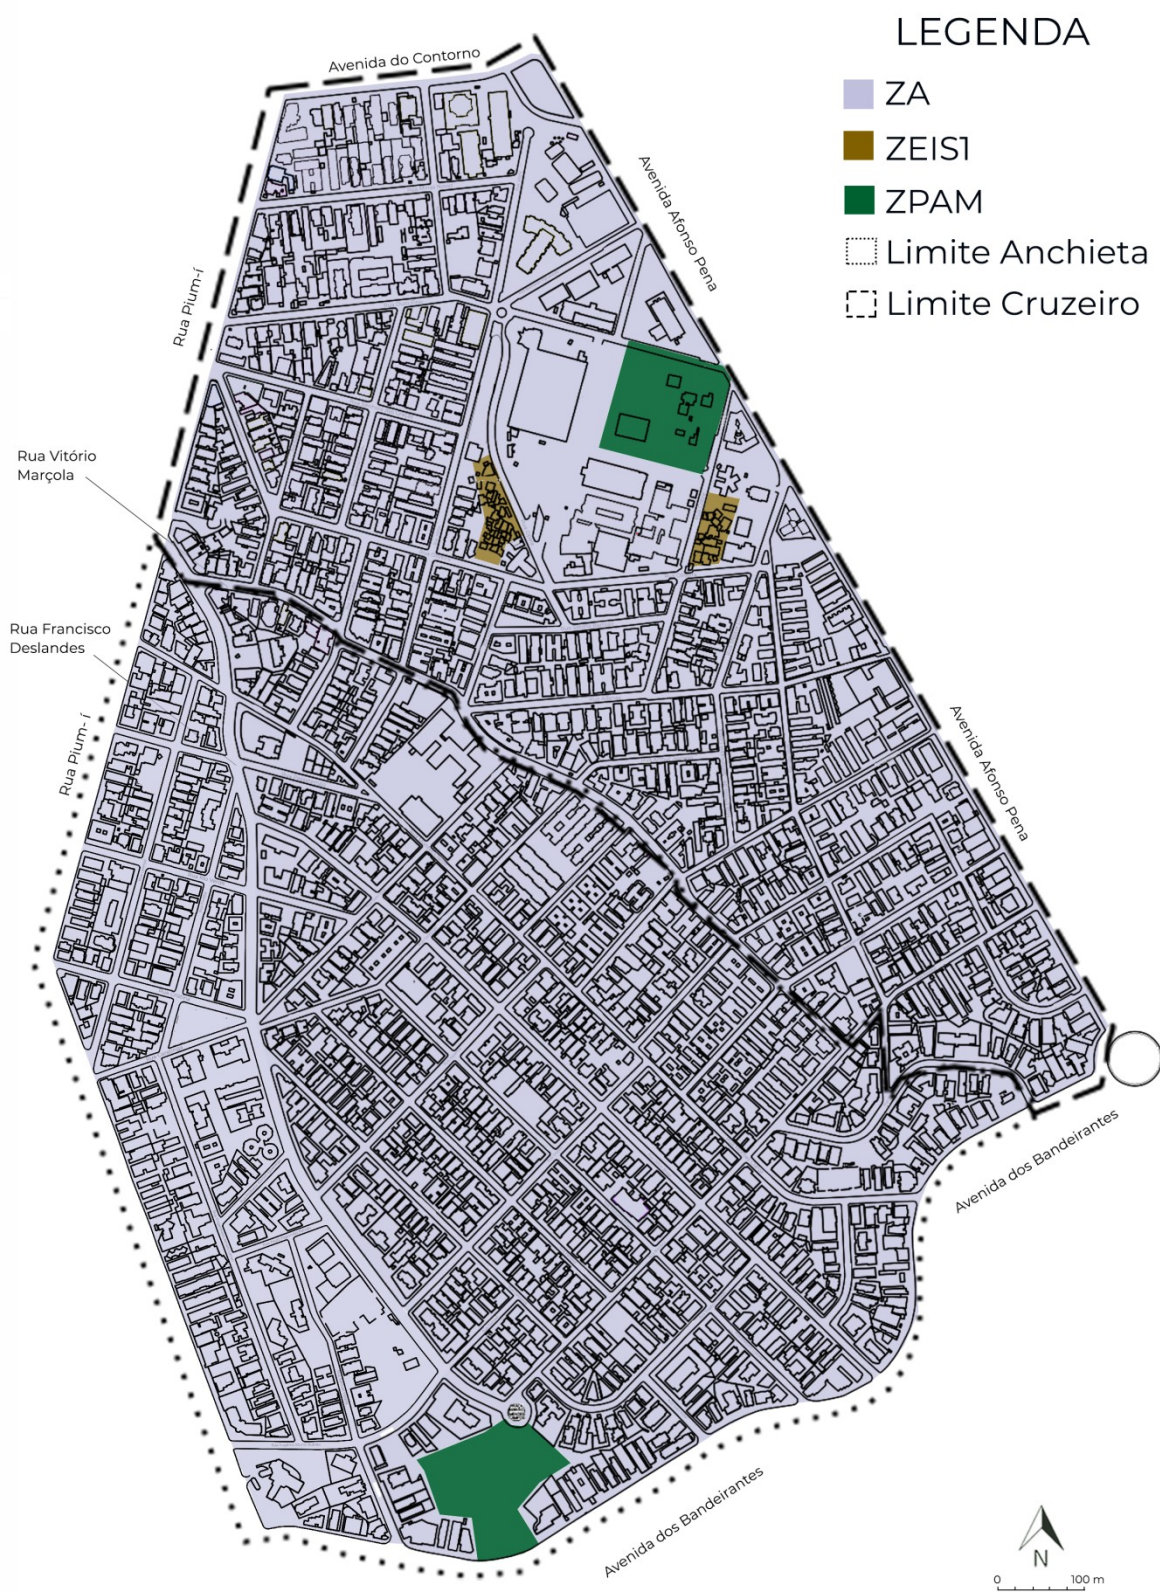 LEGENDA
ZA
ZEIS1
ZPAM
Limite Anchieta
Limite Cruzeiro
Avenida do Contorno
Avenida Afonso Pena
Rua Pium-í
Rua Vitório
Marçola
Rua Francisco
Deslandes
Rua Pium-í
Avenida Afonso Pena
Avenida dos Bandeirantes
Avenida dos Bandeirantes
N
0 100 m